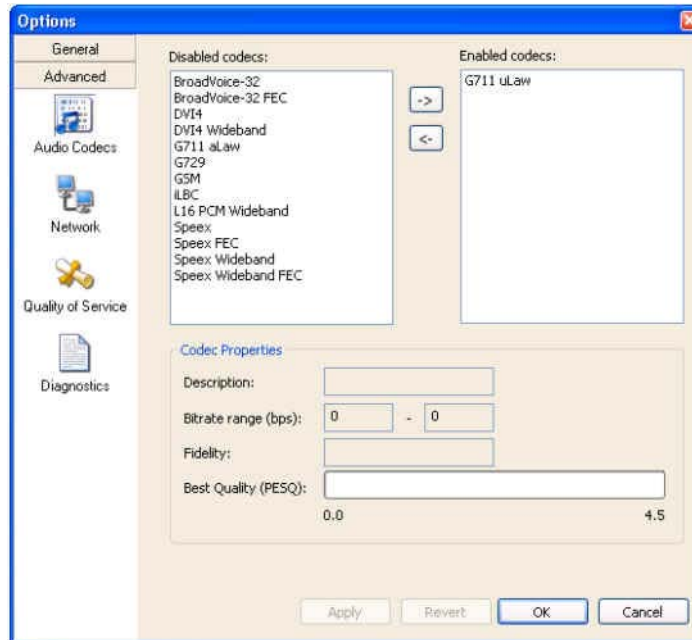 Options
General
Advanced
Audio Codecs
Network
Quality of Service
Diagnostics
Disabled codecs:
BroadVoice-32
BroadVoice-32 FEC
DVI4
DVI4 Wideband
G711 aLaw
G729
GSM
iLBC
L16 PCM Wideband
Speex
Speex FEC
Speex Wideband
Speex Wideband FEC
->
<-
Enabled codecs:
G711 uLaw
Codec Properties
Description:
Bitrate range (bps): 0 - 0
Fidelity:
Best Quality (PESQ):
0.0 4.5
Apply Revert OK Cancel